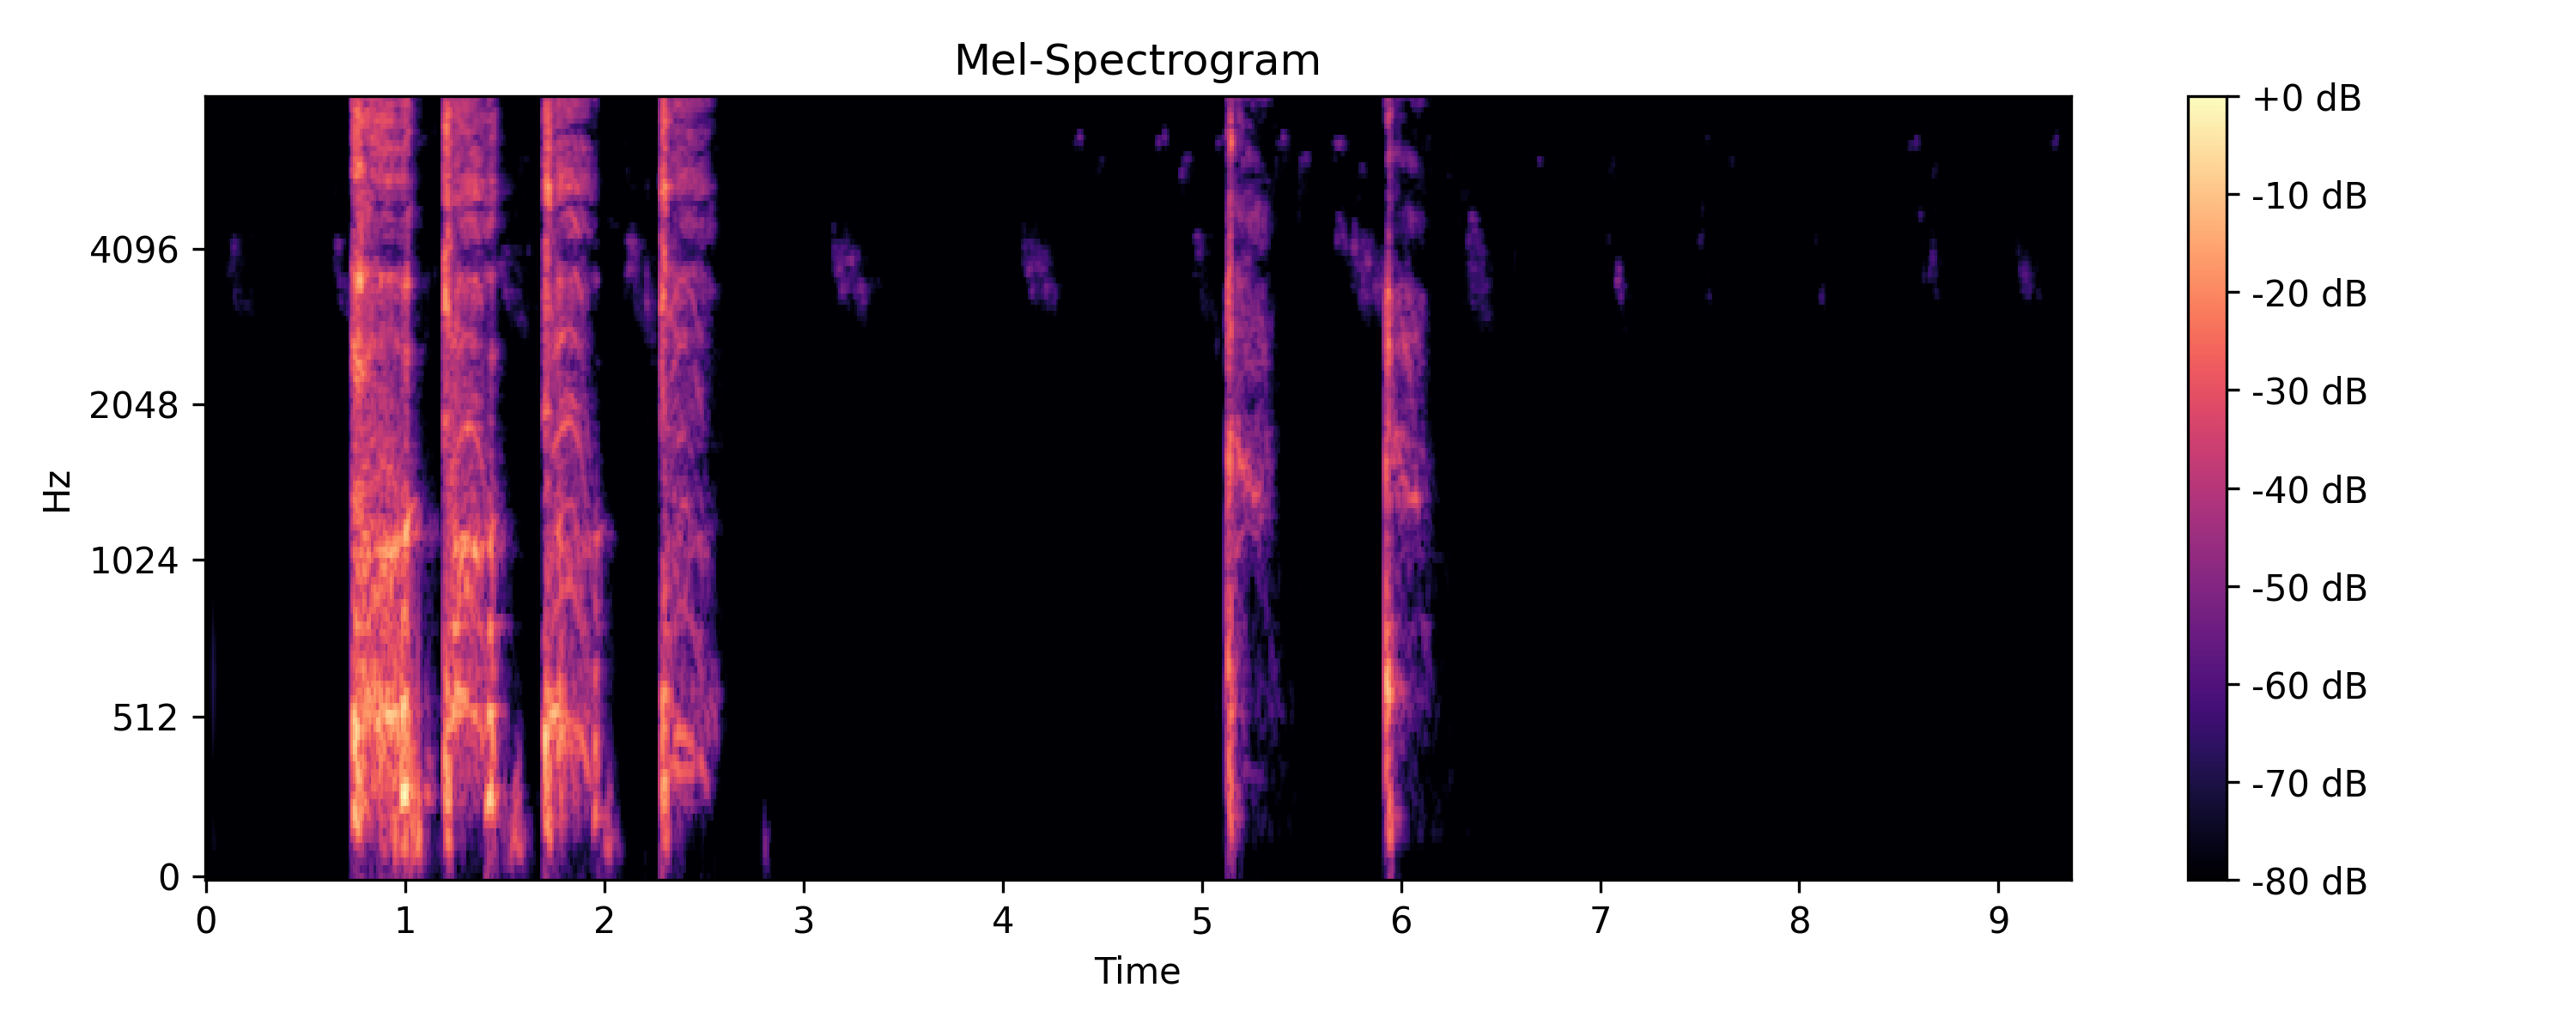 Mel-Spectrogram
+0 dB
-10 dB
-20 dB
-30 dB
-40 dB
-50 dB
-60 dB
-70 dB
-80 dB
Hz
4096
2048
1024
512
0
0 1 2 3 4 5 6 7 8 9
Time